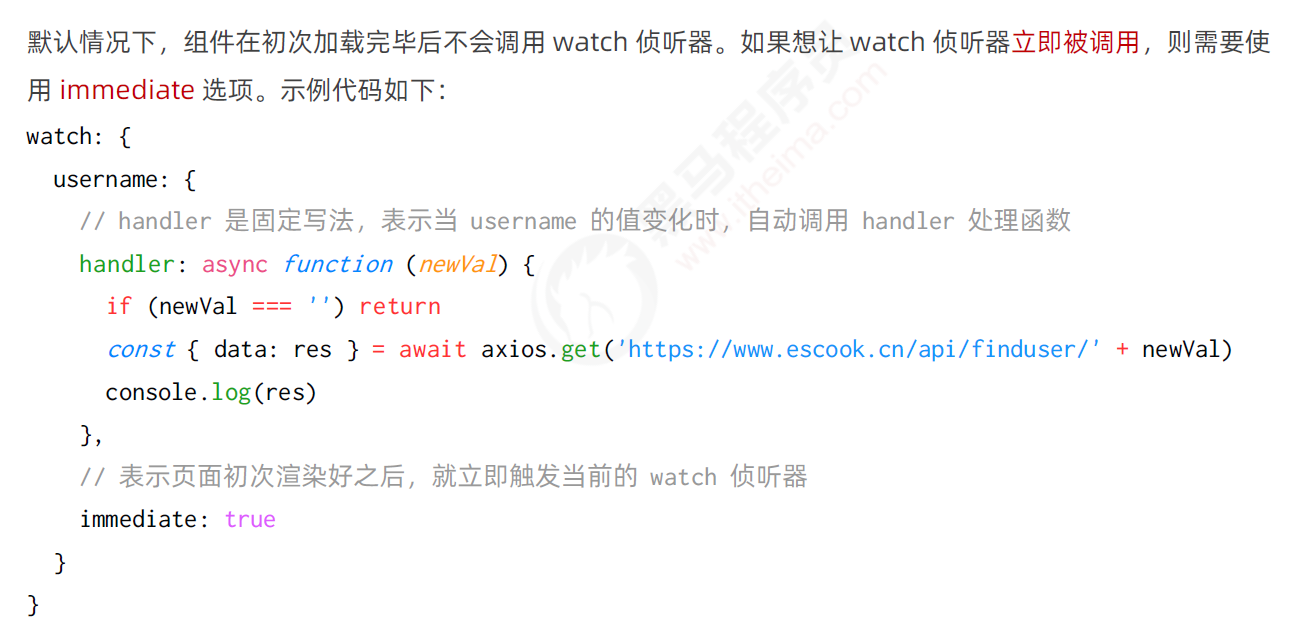 默认情况下，组件在初次加载完毕后不会调用 watch 侦听器。如果想让 watch 侦听器立即被调用，则需要使
用 immediate 选项。示例代码如下：
watch: {
  username: {
    // handler 是固定写法，表示当 username 的值变化时，自动调用 handler 处理函数
    handler: async function (newVal) {
      if (newVal === '') return
      const { data: res } = await axios.get('https://www.escook.cn/api/finduser/' + newVal)
      console.log(res)
    },
    // 表示页面初次渲染好之后，就立即触发当前的 watch 侦听器
    immediate: true
  }
}
黑马程序员
www.itheima.com